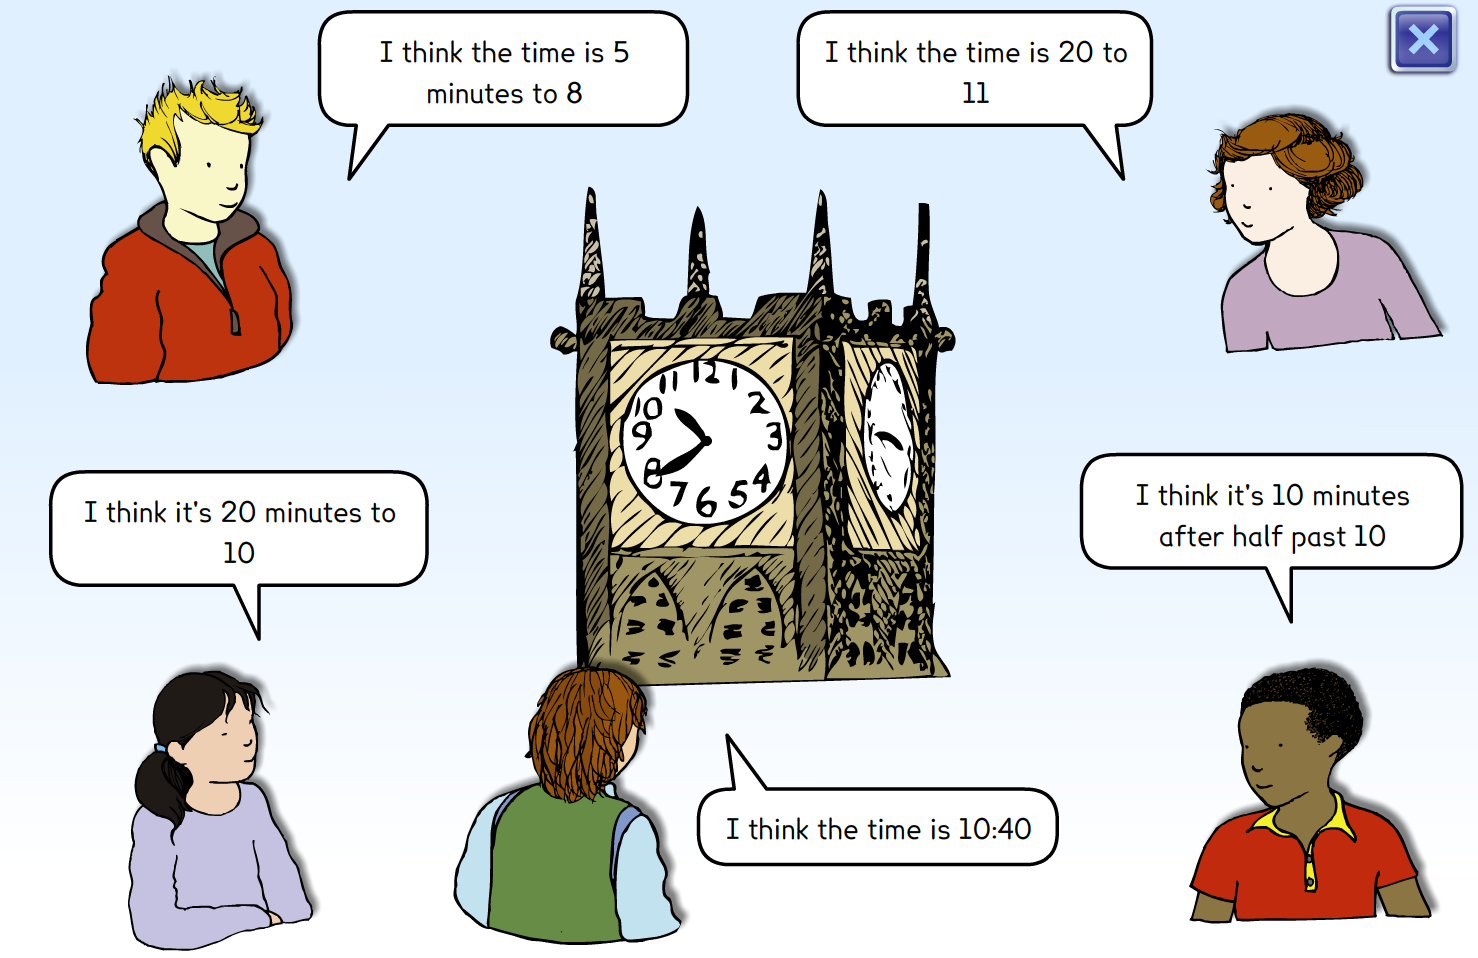 I think the time is 5
minutes to 8
I think the time is 20 to
11
12
1
2
3
4
5
6
7
8
9
10
11
I think it's 20 minutes to
10
I think it's 10 minutes
after half past 10
I think the time is 10:40